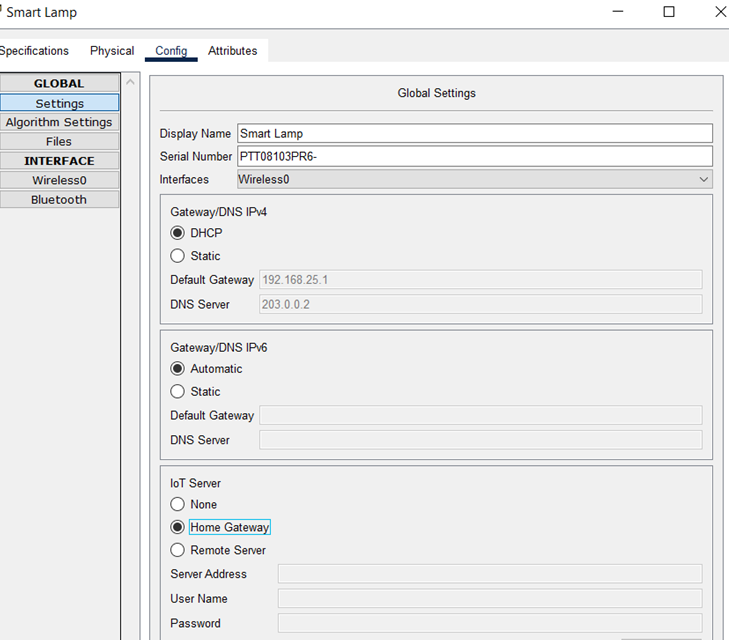 Smart Lamp
Specifications Physical Config Attributes
GLOBAL
Settings
Algorithm Settings
Files
INTERFACE
Wireless0
Bluetooth
Global Settings
Display Name Smart Lamp
Serial Number PTT08103PR6-
Interfaces Wireless0
Gateway/DNS IPv4
DHCP
Static
Default Gateway 192.168.25.1
DNS Server 203.0.0.2
Gateway/DNS IPv6
Automatic
Static
Default Gateway
DNS Server
IoT Server
None
Home Gateway
Remote Server
Server Address
User Name
Password